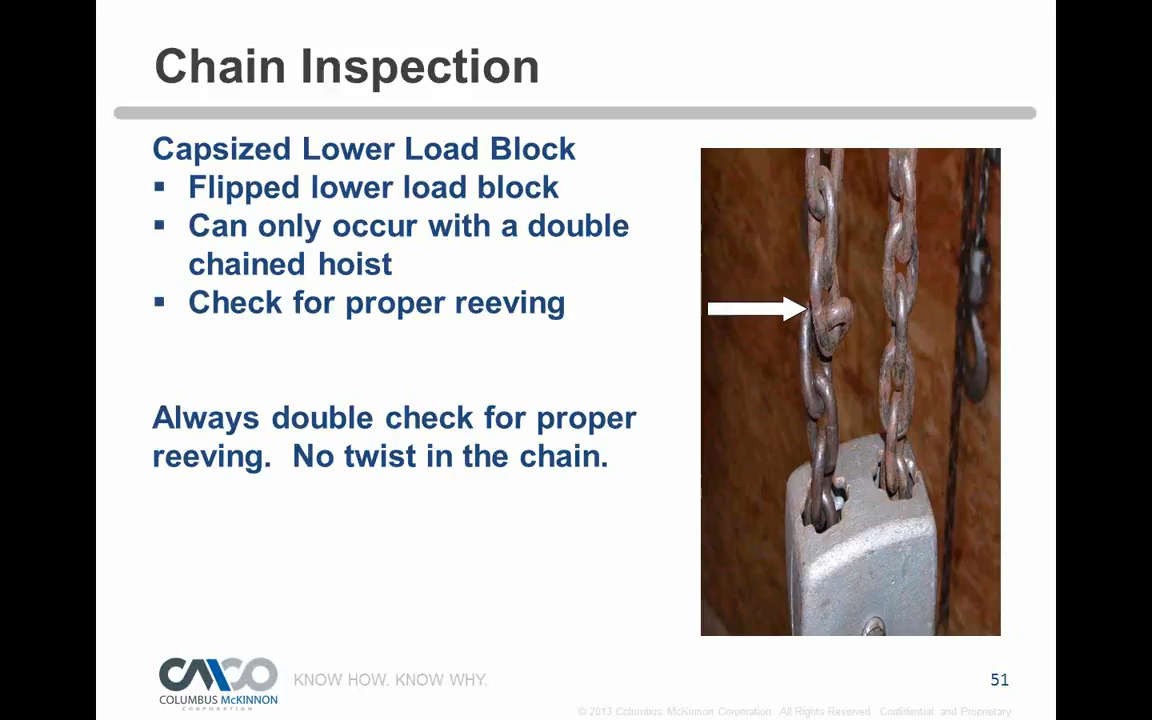 Chain Inspection
Capsized Lower Load Block
▪ Flipped lower load block
▪ Can only occur with a double
chained hoist
▪ Check for proper reeving
Always double check for proper
reeving.  No twist in the chain.
CMCO
COLUMBUS McKINNON
CORPORATION
KNOW HOW. KNOW WHY.
51
© 2013 Columbus McKinnon Corporation. All Rights Reserved. Confidential and Proprietary